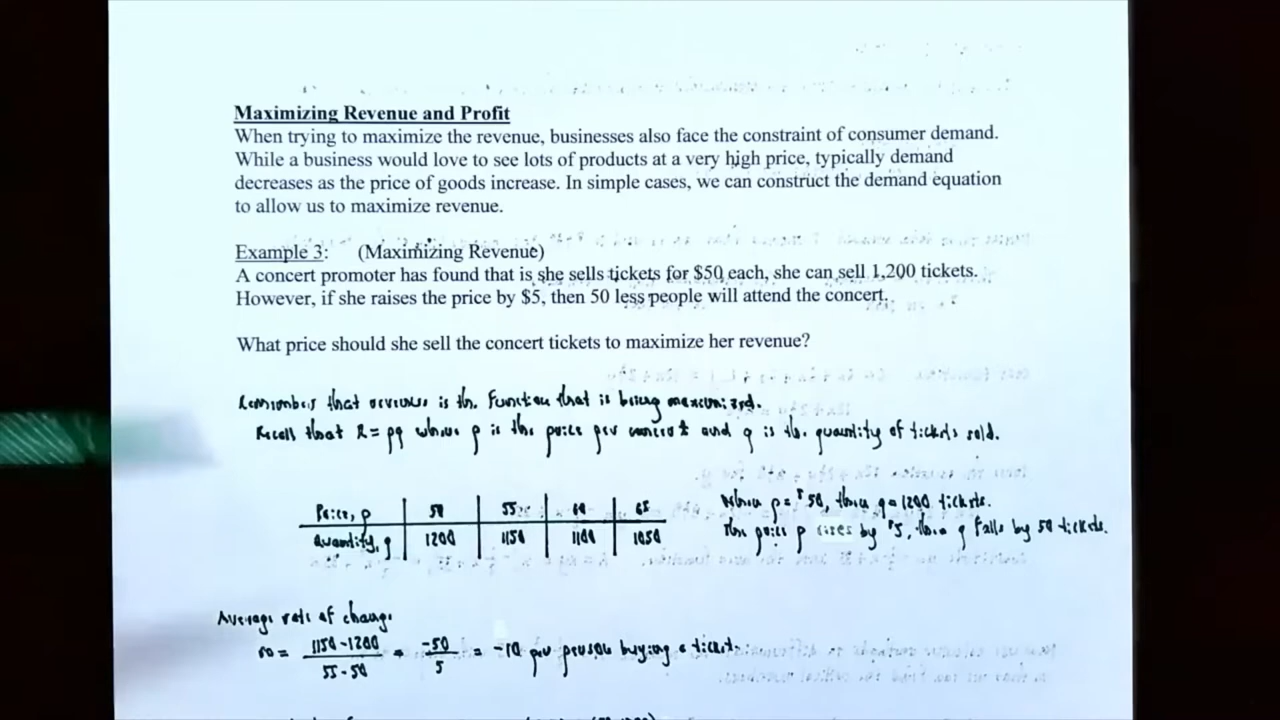 Maximizing Revenue and Profit
When trying to maximize the revenue, businesses also face the constraint of consumer demand.
While a business would love to see lots of products at a very high price, typically demand
decreases as the price of goods increase. In simple cases, we can construct the demand equation
to allow us to maximize revenue.
Example 3: (Maximizing Revenue)
A concert promoter has found that is she sells tickets for $50 each, she can sell 1,200 tickets.
However, if she raises the price by $5, then 50 less people will attend the concert.
What price should she sell the concert tickets to maximize her revenue?
Remember that revenue is the function that is being maximized.
Recall that R = pq where p is the price per concert and q is the quantity of tickets sold.
Price, p 50 55 60 65
Quantity, q 1200 1150 1100 1050
When p = $50, then q = 1200 tickets.
The price p rises by $5, then q falls by 50 tickets.
Average rate of change
m = 1150-1200 / 55-50 = -50 / 5 = -10 per person buying a ticket.